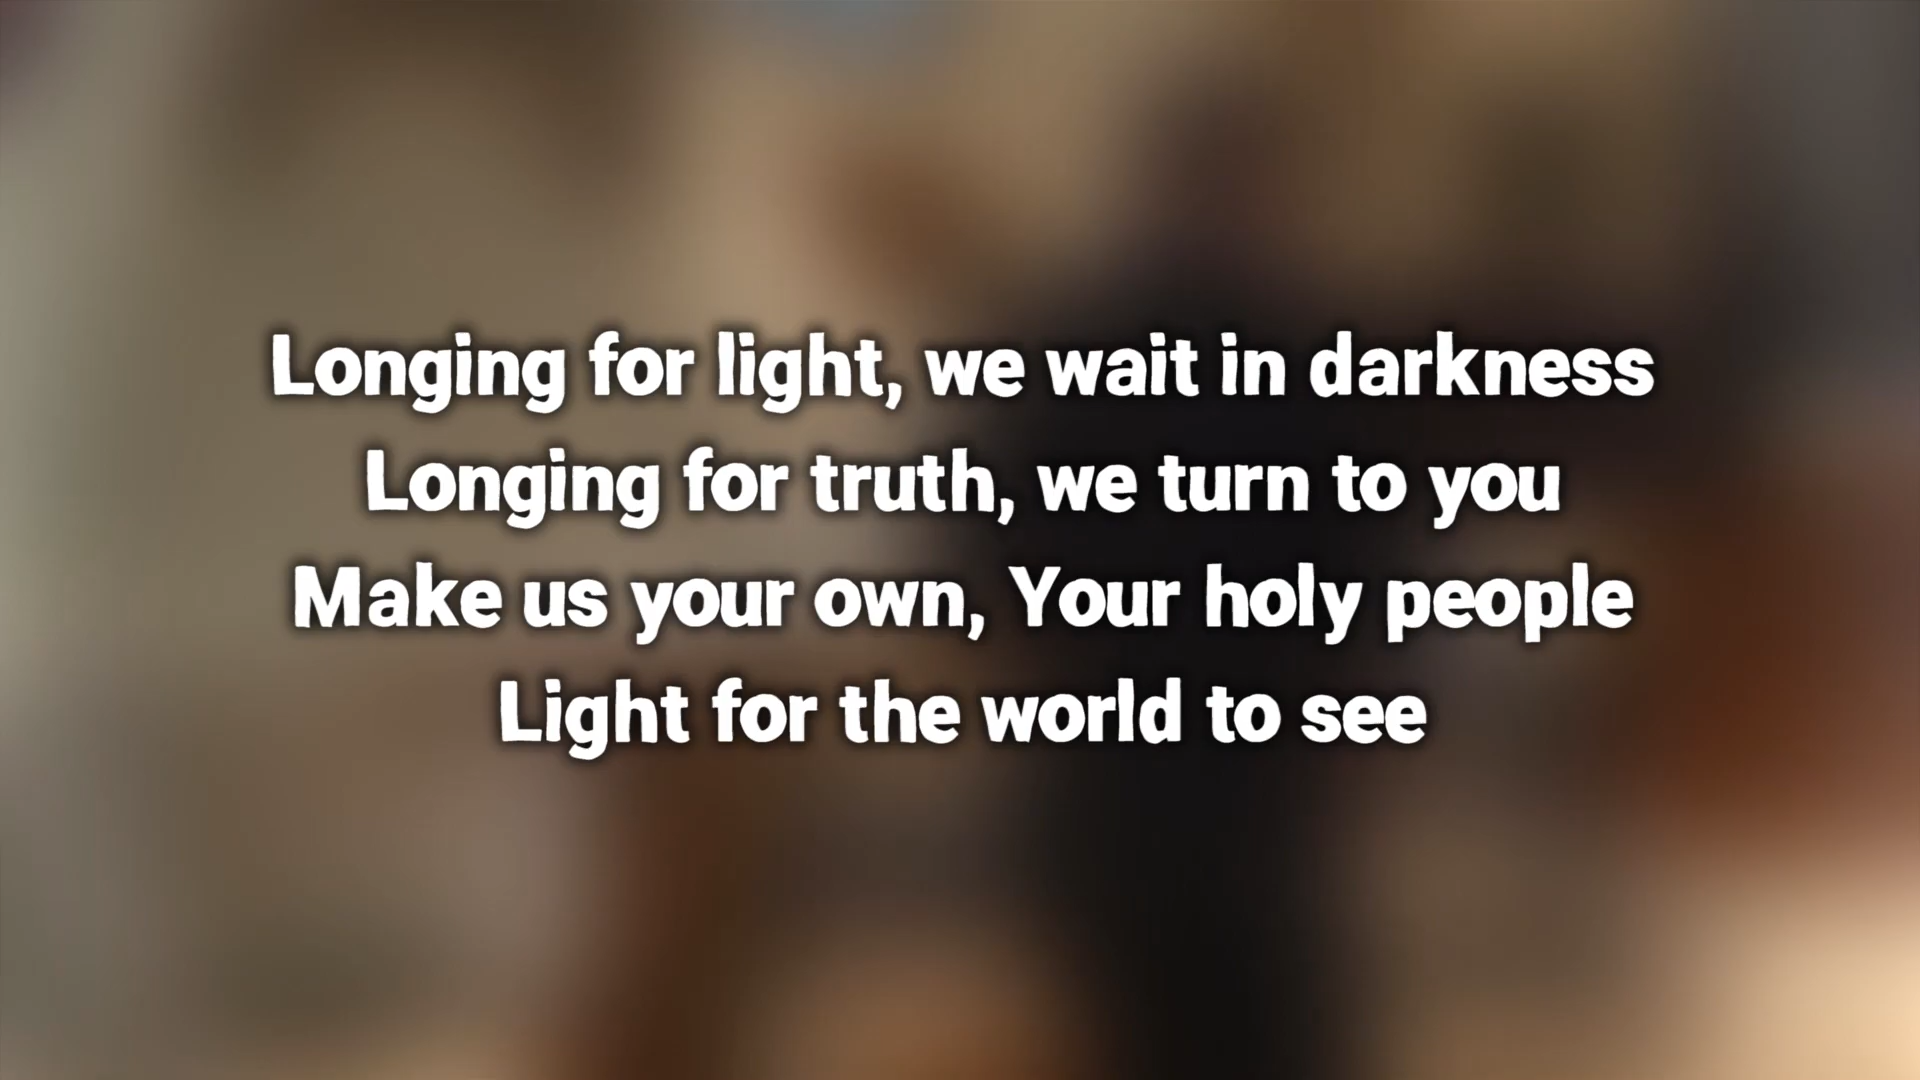 Longing for light, we wait in darkness
Longing for truth, we turn to you
Make us your own, Your holy people
Light for the world to see